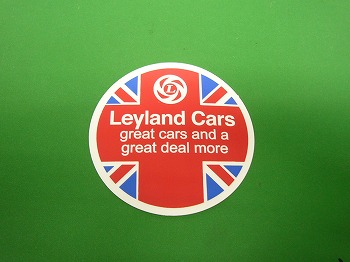 L
Leyland Cars
great cars and a
great deal more